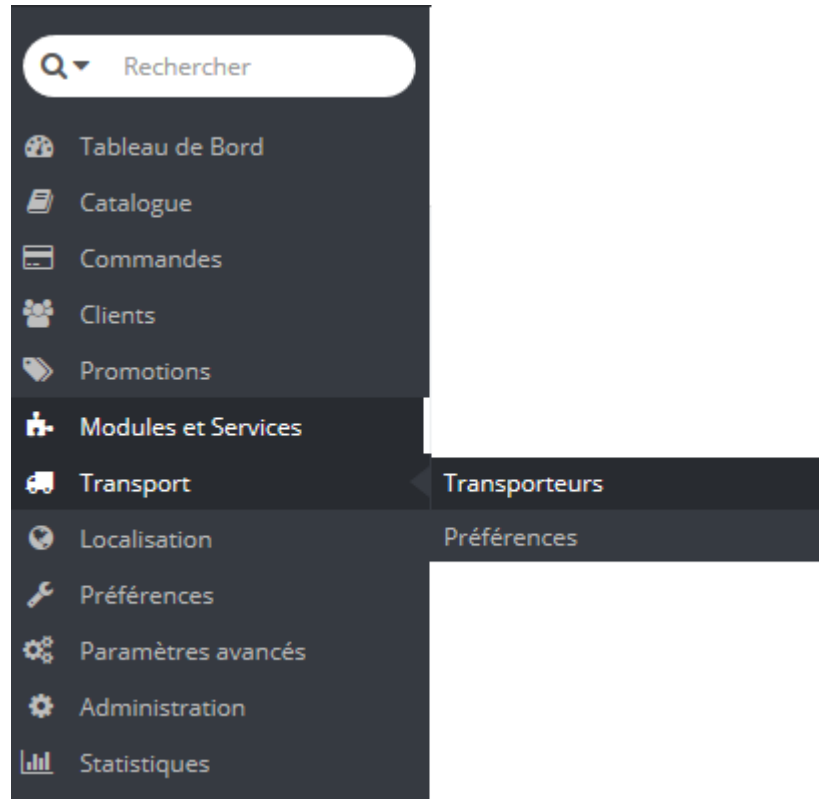 Rechercher
Tableau de Bord
Catalogue
Commandes
Clients
Promotions
Modules et Services
Transport
Transporteurs
Localisation
Préférences
Préférences
Paramètres avancés
Administration
Statistiques